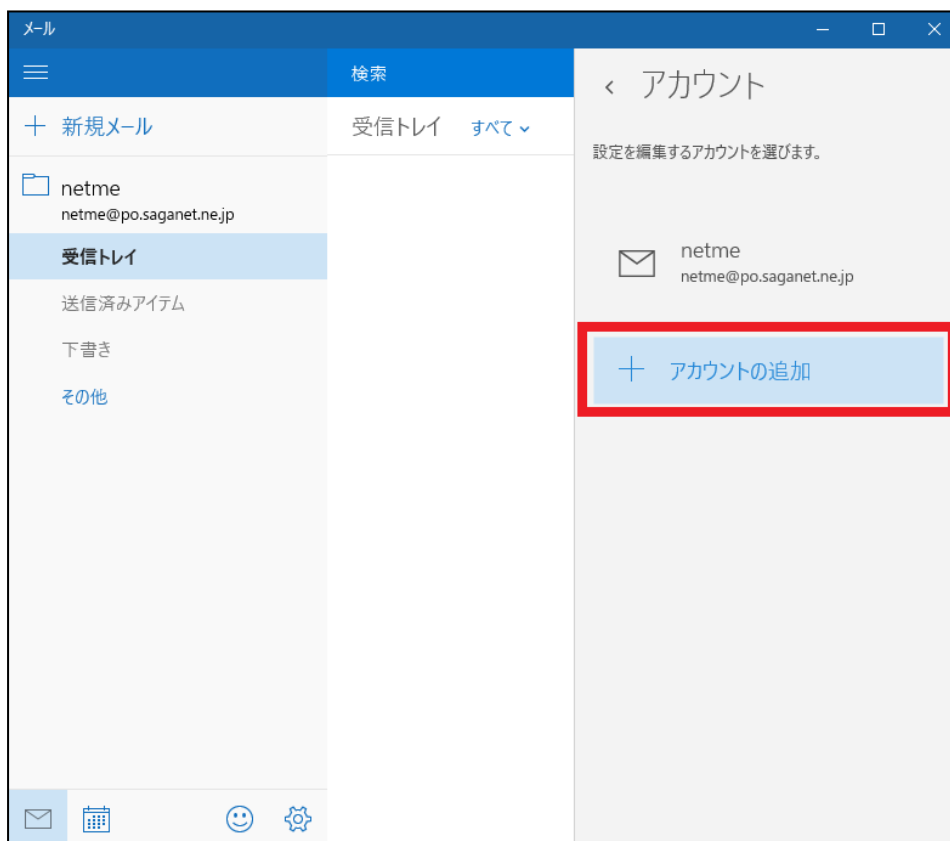 メール
検索
新規メール
netme
netme@po.saganet.ne.jp
受信トレイ
送信済みアイテム
下書き
その他
受信トレイ すべて
アカウント
設定を編集するアカウントを選びます。
netme
netme@po.saganet.ne.jp
アカウントの追加